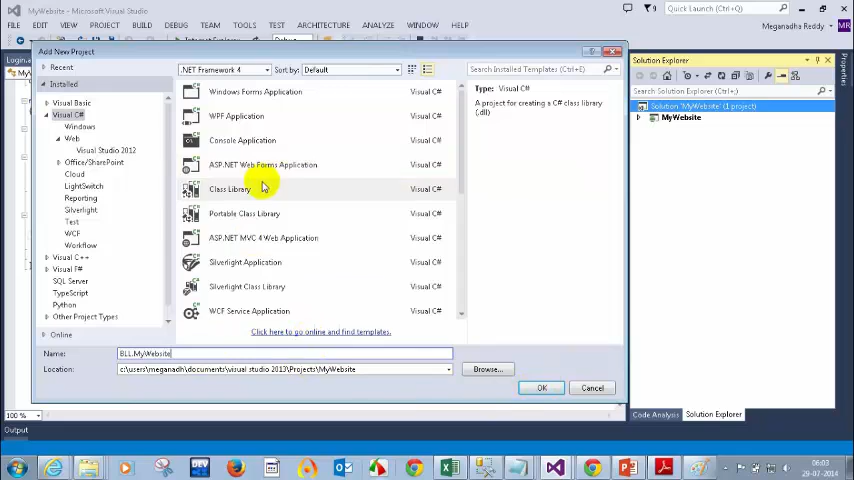 MyWebsite - Microsoft Visual Studio
Quick Launch (Ctrl+Q)
FILE EDIT VIEW PROJECT BUILD DEBUG TEAM TOOLS TEST ARCHITECTURE ANALYZE WINDOW HELP
Meganadha Reddy MR
Add New Project
Recent
Installed
.NET Framework 4
Sort by: Default
Search Installed Templates (Ctrl+E)
Visual Basic
Visual C#
Windows
Web
Visual Studio 2012
Office/SharePoint
Cloud
LightSwitch
Reporting
Silverlight
Test
WCF
Workflow
Visual C++
Visual F#
SQL Server
TypeScript
Python
Other Project Types
Online
Windows Forms Application Visual C#
WPF Application Visual C#
Console Application Visual C#
ASP.NET Web Forms Application Visual C#
Class Library Visual C#
Portable Class Library Visual C#
ASP.NET MVC 4 Web Application Visual C#
Silverlight Application Visual C#
Silverlight Class Library Visual C#
WCF Service Application Visual C#
Click here to go online and find templates.
Type: Visual C#
A project for creating a C# class library
(.dll)
Name: BLL.MyWebsite
Location: c:\users\meganadh\documents\visual studio 2013\Projects\MyWebsite
Browse...
OK Cancel
Solution Explorer
Search Solution Explorer (Ctrl+;)
Solution 'MyWebsite' (1 project)
MyWebsite
Properties
Code Analysis Solution Explorer
100 %
Output
06:03
29-07-2014